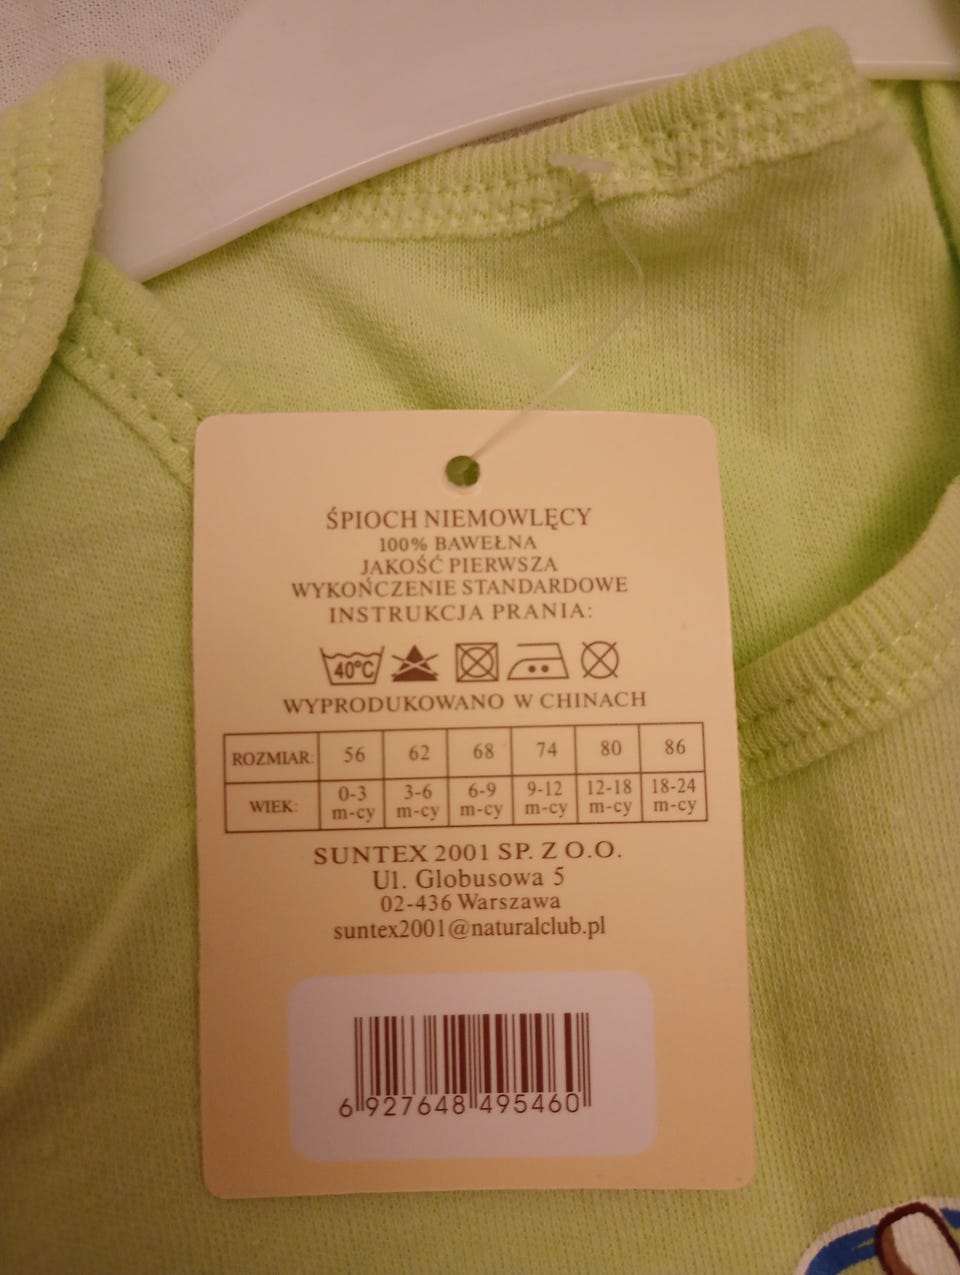 ŚPIOCH NIEMOWLĘCY
100% BAWEŁNA
JAKOŚĆ PIERWSZA
WYKOŃCZENIE STANDARDOWE
INSTRUKCJA PRANIA:
40°C
WYPRODUKOWANO W CHINACH
ROZMIAR: 56 62 68 74 80 86
WIEK: 0-3 m-cy 3-6 m-cy 6-9 m-cy 9-12 m-cy 12-18 m-cy 18-24 m-cy
SUNTEX 2001 SP. Z O.O.
Ul. Globusowa 5
02-436 Warszawa
suntex2001@naturalclub.pl
6 927648 495460